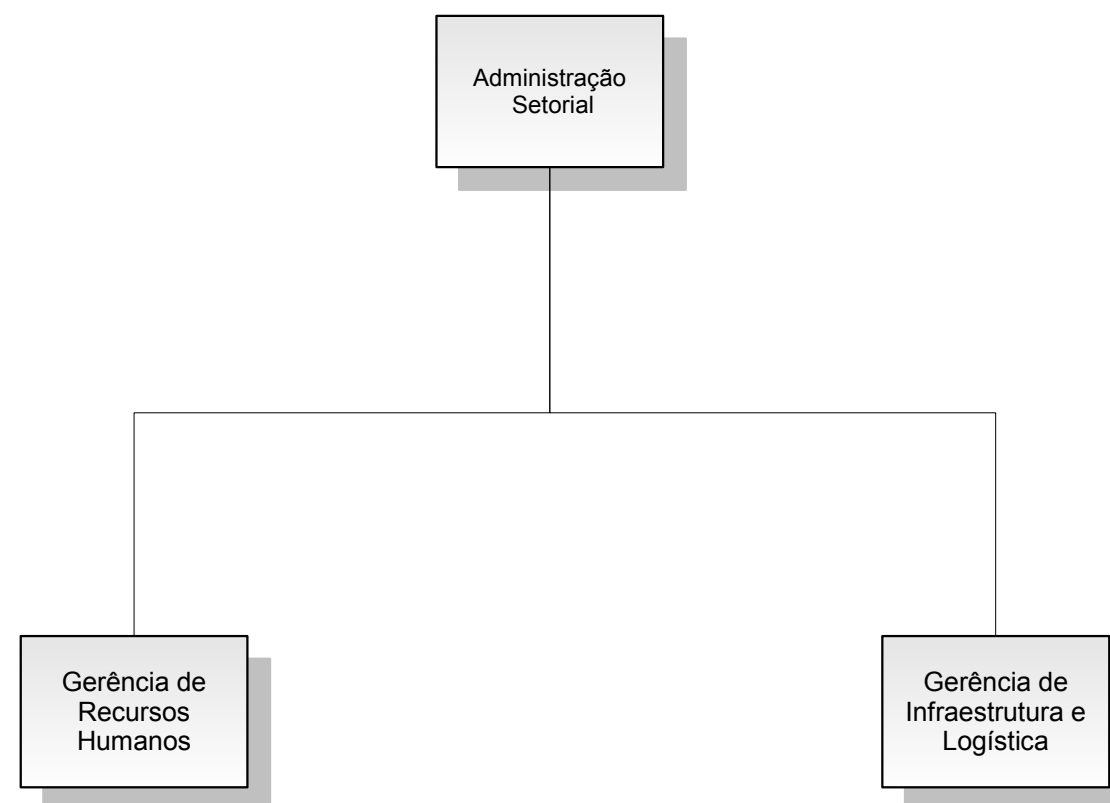 Administração
Setorial
Gerência de
Recursos
Humanos
Gerência de
Infraestrutura e
Logística